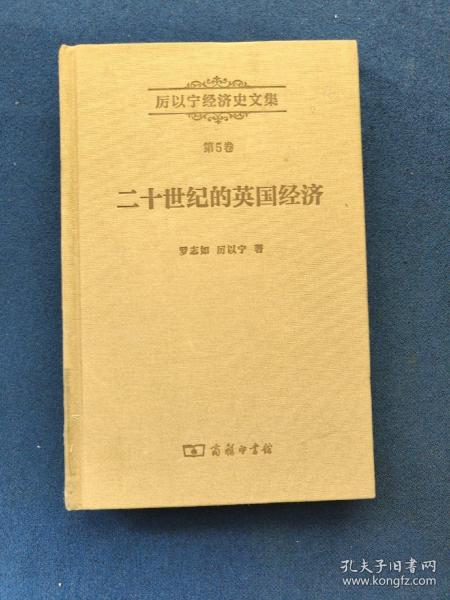 厉以宁经济史文集
第5卷
二十世纪的英国经济
罗志如 厉以宁 著
商务印书馆
孔夫子旧书网
www.kongfz.com